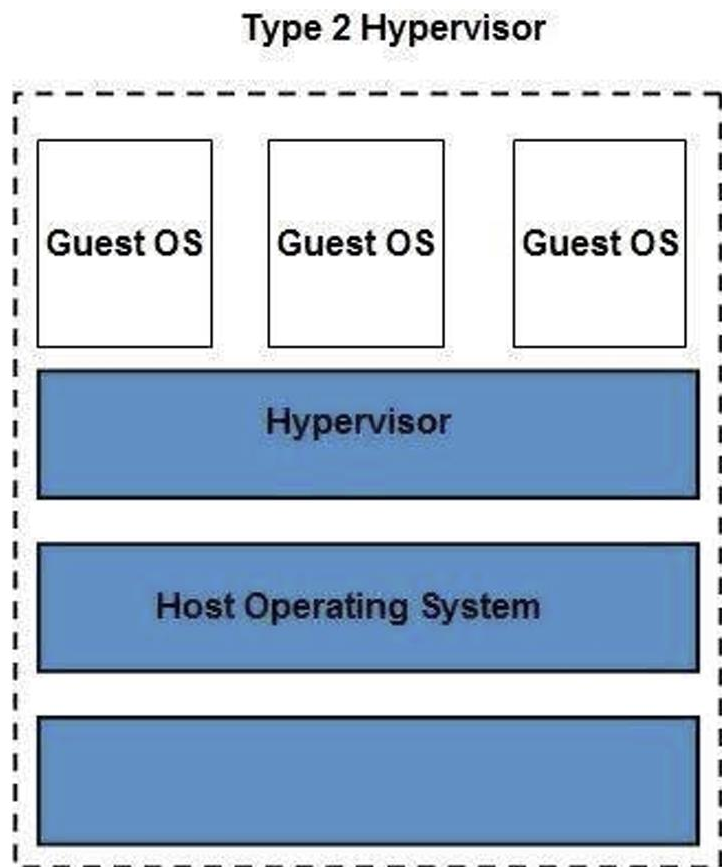 Type 2 Hypervisor
Guest OS Guest OS Guest OS
Hypervisor
Host Operating System